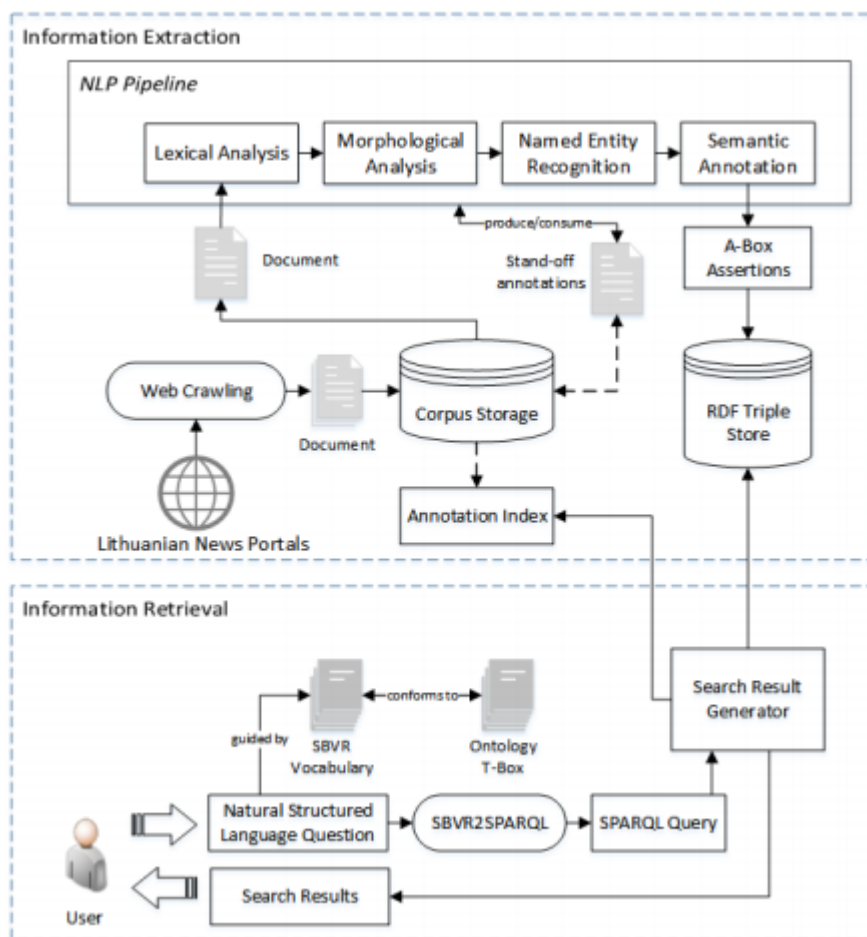 Information Extraction
NLP Pipeline
Lexical Analysis
Morphological
Analysis
Named Entity
Recognition
Semantic
Annotation
produce/consume
Document
Stand-off
annotations
A-Box
Assertions
Web Crawling
Document
Corpus Storage
RDF Triple
Store
Annotation Index
Lithuanian News Portals
Information Retrieval
conforms to
guided by
SBVR
Vocabulary
Ontology
T-Box
Search Result
Generator
Natural Structured
Language Question
SBVR2SPARQL
SPARQL Query
Search Results
User